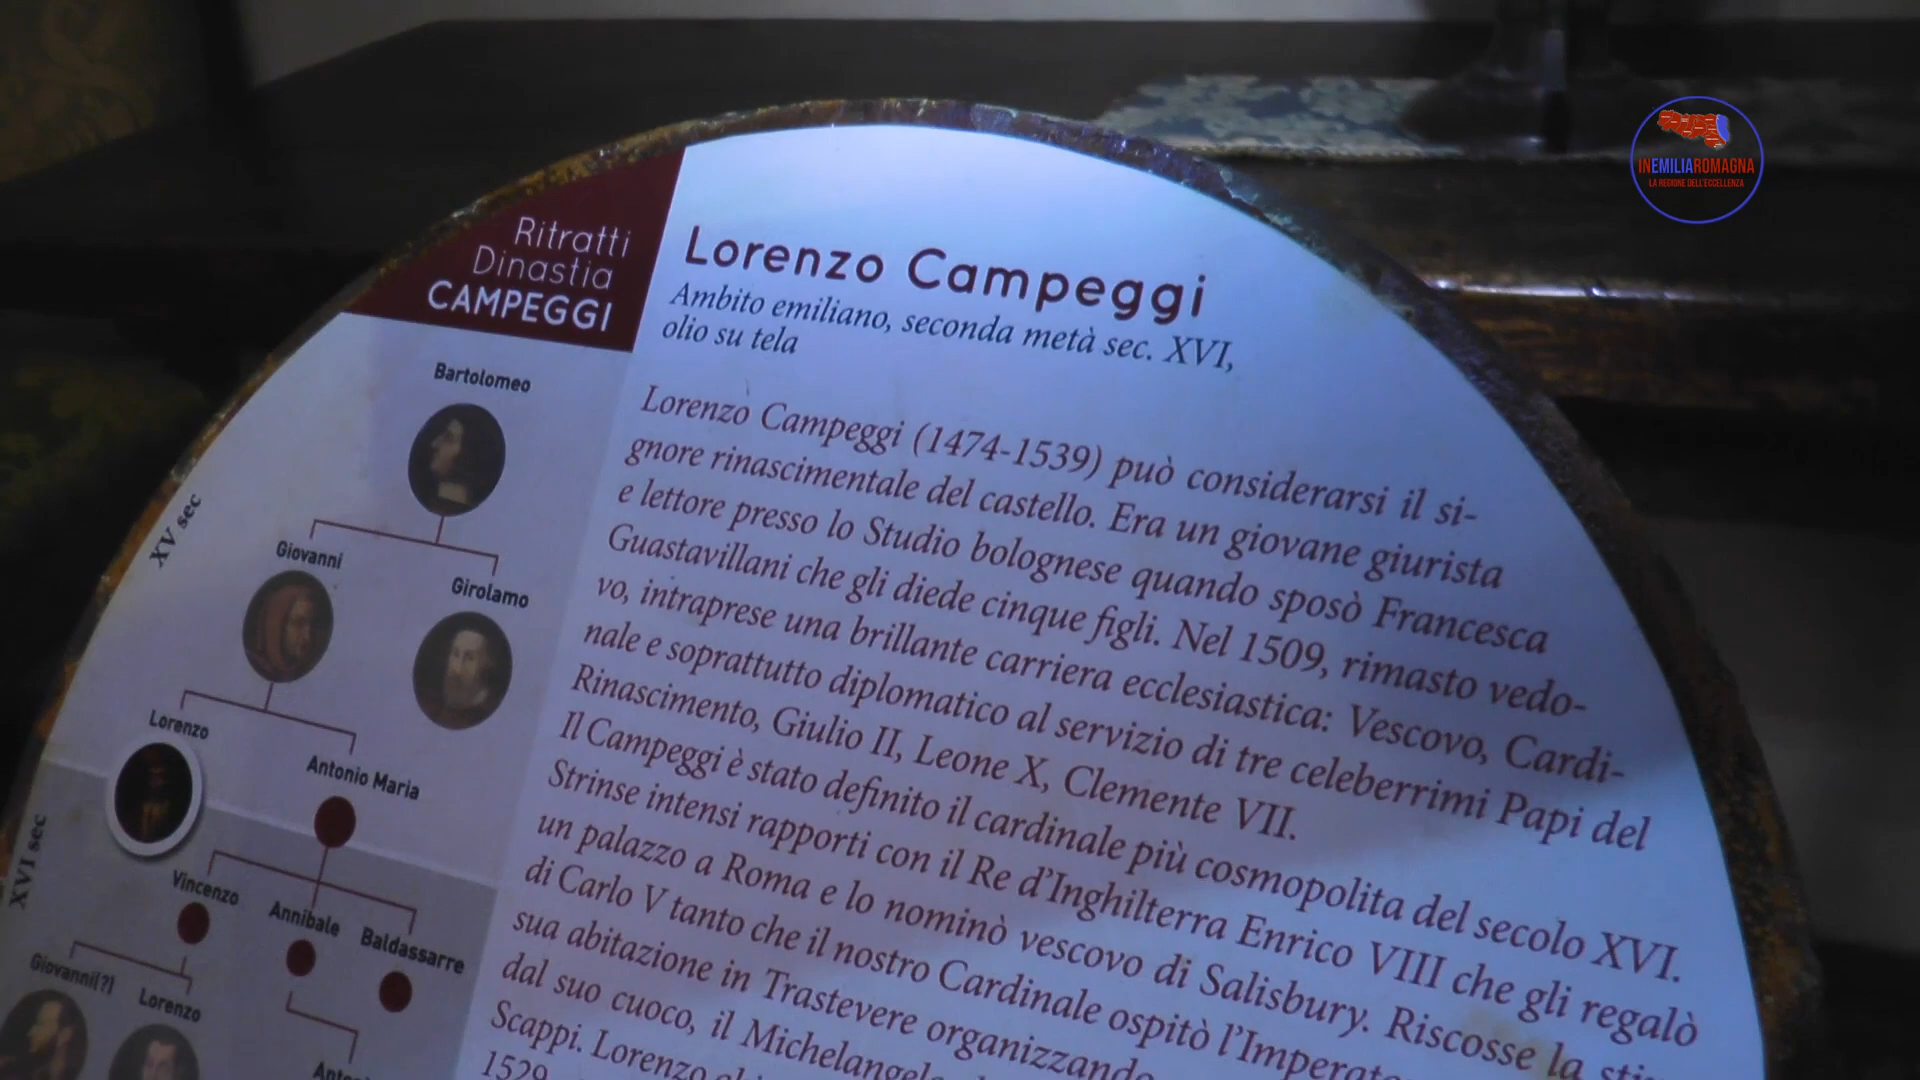 Ritratti
Dinastia
CAMPEGGI
Bartolomeo
XV sec
Giovanni
Girolamo
Lorenzo
Antonio Maria
XVI sec
Vincenzo
Annibale
Baldassarre
Giovanni(?)
Lorenzo
Lorenzo Campeggi
Ambito emiliano, seconda metà sec. XVI,
olio su tela
Lorenzo Campeggi (1474-1539) può considerarsi il si-
gnore rinascimentale del castello. Era un giovane giurista
e lettore presso lo Studio bolognese quando sposò Francesca
Guastavillani che gli diede cinque figli. Nel 1509, rimasto vedo-
vo, intraprese una brillante carriera ecclesiastica: Vescovo, Cardi-
nale e soprattutto diplomatico al servizio di tre celeberrimi Papi del
Rinascimento, Giulio II, Leone X, Clemente VII.
Il Campeggi è stato definito il cardinale più cosmopolita del secolo XVI.
Strinse intensi rapporti con il Re d'Inghilterra Enrico VIII che gli regalò
un palazzo a Roma e lo nominò vescovo di Salisbury. Riscosse la
di Carlo V tanto che il nostro Cardinale ospitò l'Imperat
sua abitazione in Trastevere organizzando
dal suo cuoco, il Michelangelo
Scappi. Lorenzo
1529
INEMILIAROMAGNA
LA REGIONE DELL'ECCELLENZA